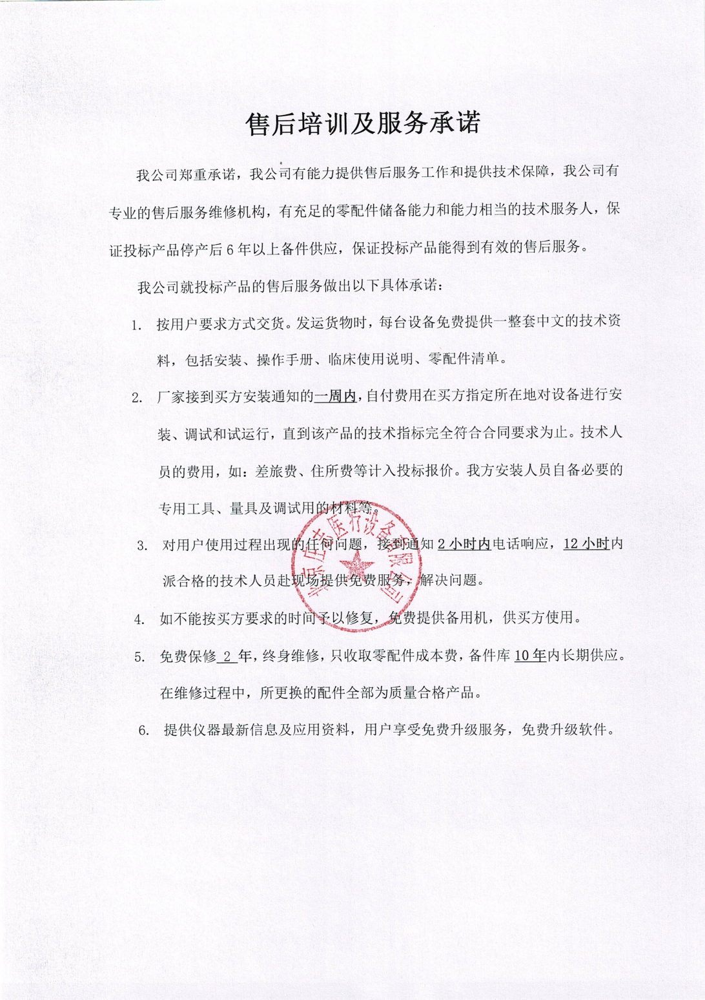 售后培训及服务承诺
我公司郑重承诺，我公司有能力提供售后服务工作和提供技术保障，我公司有
专业的售后服务维修机构，有充足的零配件储备能力和能力相当的技术服务人，保
证投标产品停产后 6 年以上备件供应，保证投标产品能得到有效的售后服务。
我公司就投标产品的售后服务做出以下具体承诺：
1. 按用户要求方式交货。发运货物时，每台设备免费提供一整套中文的技术资
料，包括安装、操作手册、临床使用说明、零配件清单。
2. 厂家接到买方安装通知的一周内，自付费用在买方指定所在地对设备进行安
装、调试和试运行，直到该产品的技术指标完全符合合同要求为止。技术人
员的费用，如：差旅费、住所费等计入投标报价。我方安装人员自备必要的
专用工具、量具及调试用的材料等。
3. 对用户使用过程出现的任何问题，接到通知 2 小时内电话响应，12 小时内
派合格的技术人员赴现场提供免费服务，解决问题。
4. 如不能按买方要求的时间予以修复，免费提供备用机，供买方使用。
5. 免费保修 2 年，终身维修，只收取零配件成本费，备件库 10 年内长期供应。
在维修过程中，所更换的配件全部为质量合格产品。
6. 提供仪器最新信息及应用资料，用户享受免费升级服务，免费升级软件。
北京庄志医疗设备有限公司